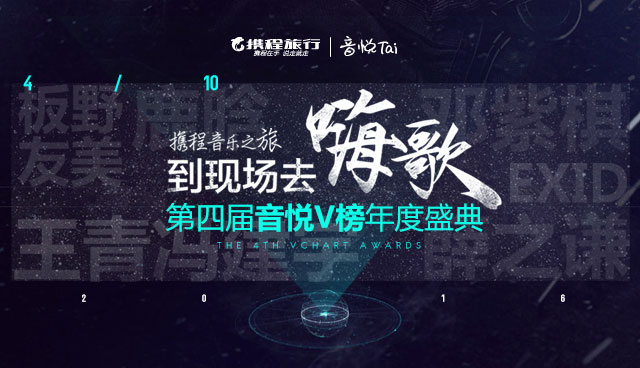 携程旅行 | 音悦Tai
携程在手 说走就走
4 / 10
板野友美
鹿晗
邓紫棋
EXID
王青
冯建宇
薛之谦
携程音乐之旅
到现场去
嗨歌
第四届音悦V榜年度盛典
THE 4TH VCHART AWARDS
2 0 1 6